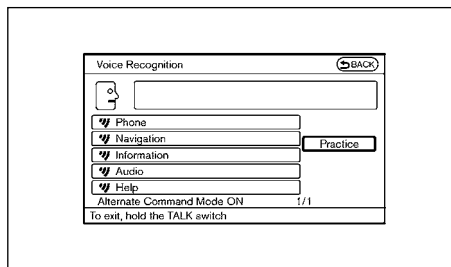 Voice Recognition BACK
Phone
Navigation
Practice
Information
Audio
Help
Alternate Command Mode ON 1/1
To exit, hold the TALK switch